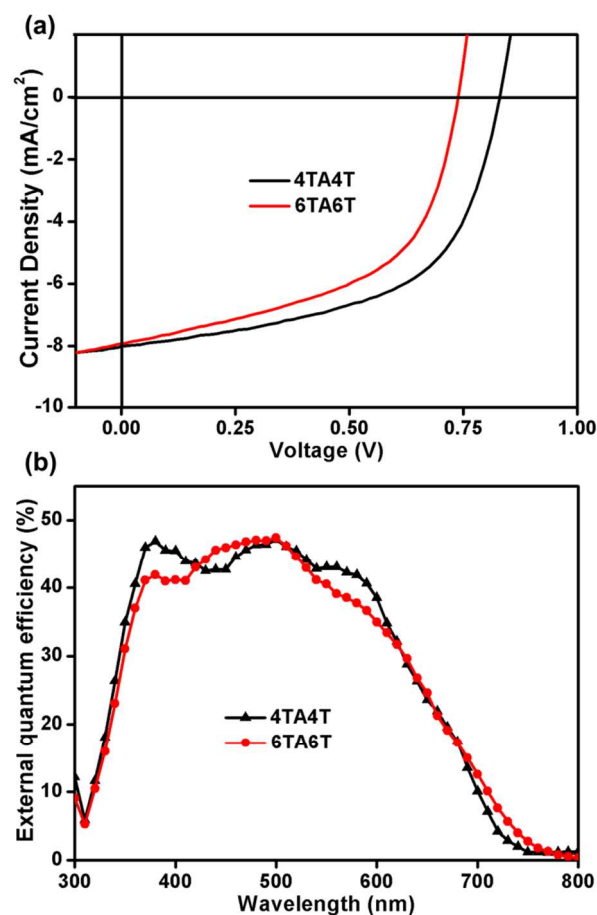 (a)
Current Density (mA/cm²)
0
-2
-4
-6
-8
-10
4TA4T
6TA6T
0.00 0.25 0.50 0.75 1.00
Voltage (V)
(b)
External quantum efficiency (%)
50
40
30
20
10
0
4TA4T
6TA6T
300 400 500 600 700 800
Wavelength (nm)